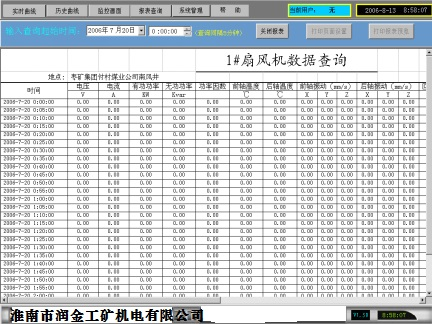 实时曲线 历史曲线 监控画面 报表查询 系统管理 帮 助 当前用户: 无 2006-8-13 8:58:07
输入查询起始时间: 2006年 7月20日 0:00:00 (查询间隔5分钟) 关闭报表 打印页面设置 打印报表预览
1#扇风机数据查询
地点: 枣矿集团付村煤业公司南风井
时间 电压 电流 有功功率 无功功率 功率因数 前轴温度 后轴温度 前轴振动 (mm/s) 后轴振动 (mm/s)
V A KW Kvar ℃ ℃ X Y Z X Y Z
2006-7-20 0:00:00 0.00 0.00 0.00 0.00 0.00 0.00 0.00 0.00 0.00 0.00 0.00 0.00 0.00
2006-7-20 0:05:00 0.00 0.00 0.00 0.00 0.00 0.00 0.00 0.00 0.00 0.00 0.00 0.00 0.00
2006-7-20 0:10:00 0.00 0.00 0.00 0.00 0.00 0.00 0.00 0.00 0.00 0.00 0.00 0.00 0.00
2006-7-20 0:15:00 0.00 0.00 0.00 0.00 0.00 0.00 0.00 0.00 0.00 0.00 0.00 0.00 0.00
2006-7-20 0:20:00 0.00 0.00 0.00 0.00 0.00 0.00 0.00 0.00 0.00 0.00 0.00 0.00 0.00
2006-7-20 0:25:00 0.00 0.00 0.00 0.00 0.00 0.00 0.00 0.00 0.00 0.00 0.00 0.00 0.00
2006-7-20 0:30:00 0.00 0.00 0.00 0.00 0.00 0.00 0.00 0.00 0.00 0.00 0.00 0.00 0.00
2006-7-20 0:35:00 0.00 0.00 0.00 0.00 0.00 0.00 0.00 0.00 0.00 0.00 0.00 0.00 0.00
2006-7-20 0:40:00 0.00 0.00 0.00 0.00 0.00 0.00 0.00 0.00 0.00 0.00 0.00 0.00 0.00
2006-7-20 0:45:00 0.00 0.00 0.00 0.00 0.00 0.00 0.00 0.00 0.00 0.00 0.00 0.00 0.00
2006-7-20 0:50:00 0.00 0.00 0.00 0.00 0.00 0.00 0.00 0.00 0.00 0.00 0.00 0.00 0.00
2006-7-20 0:55:00 0.00 0.00 0.00 0.00 0.00 0.00 0.00 0.00 0.00 0.00 0.00 0.00 0.00
2006-7-20 1:00:00 0.00 0.00 0.00 0.00 0.00 0.00 0.00 0.00 0.00 0.00 0.00 0.00 0.00
2006-7-20 1:05:00 0.00 0.00 0.00 0.00 0.00 0.00 0.00 0.00 0.00 0.00 0.00 0.00 0.00
2006-7-20 1:10:00 0.00 0.00 0.00 0.00 0.00 0.00 0.00 0.00 0.00 0.00 0.00 0.00 0.00
2006-7-20 1:15:00 0.00 0.00 0.00 0.00 0.00 0.00 0.00 0.00 0.00 0.00 0.00 0.00 0.00
2006-7-20 1:20:00 0.00 0.00 0.00 0.00 0.00 0.00 0.00 0.00 0.00 0.00 0.00 0.00 0.00
2006-7-20 1:25:00 0.00 0.00 0.00 0.00 0.00 0.00 0.00 0.00 0.00 0.00 0.00 0.00 0.00
2006-7-20 1:30:00 0.00 0.00 0.00 0.00 0.00 0.00 0.00 0.00 0.00 0.00 0.00 0.00 0.00
2006-7-20 1:35:00 0.00 0.00 0.00 0.00 0.00 0.00 0.00 0.00 0.00 0.00 0.00 0.00 0.00
2006-7-20 1:40:00 0.00 0.00 0.00 0.00 0.00 0.00 0.00 0.00 0.00 0.00 0.00 0.00 0.00
2006-7-20 1:45:00 0.00 0.00 0.00 0.00 0.00 0.00 0.00 0.00 0.00 0.00 0.00 0.00 0.00
2006-7-20 1:50:00 0.00 0.00 0.00 0.00 0.00 0.00 0.00 0.00 0.00 0.00 0.00 0.00 0.00
2006-7-20 1:55:00 0.00 0.00 0.00 0.00 0.00 0.00 0.00 0.00 0.00 0.00 0.00 0.00 0.00
2006-7-20 2:00:00 0.00 0.00 0.00 0.00 0.00 0.00 0.00 0.00 0.00 0.00 0.00 0.00 0.00
淮南市润金工矿机电有限公司 8:58:07